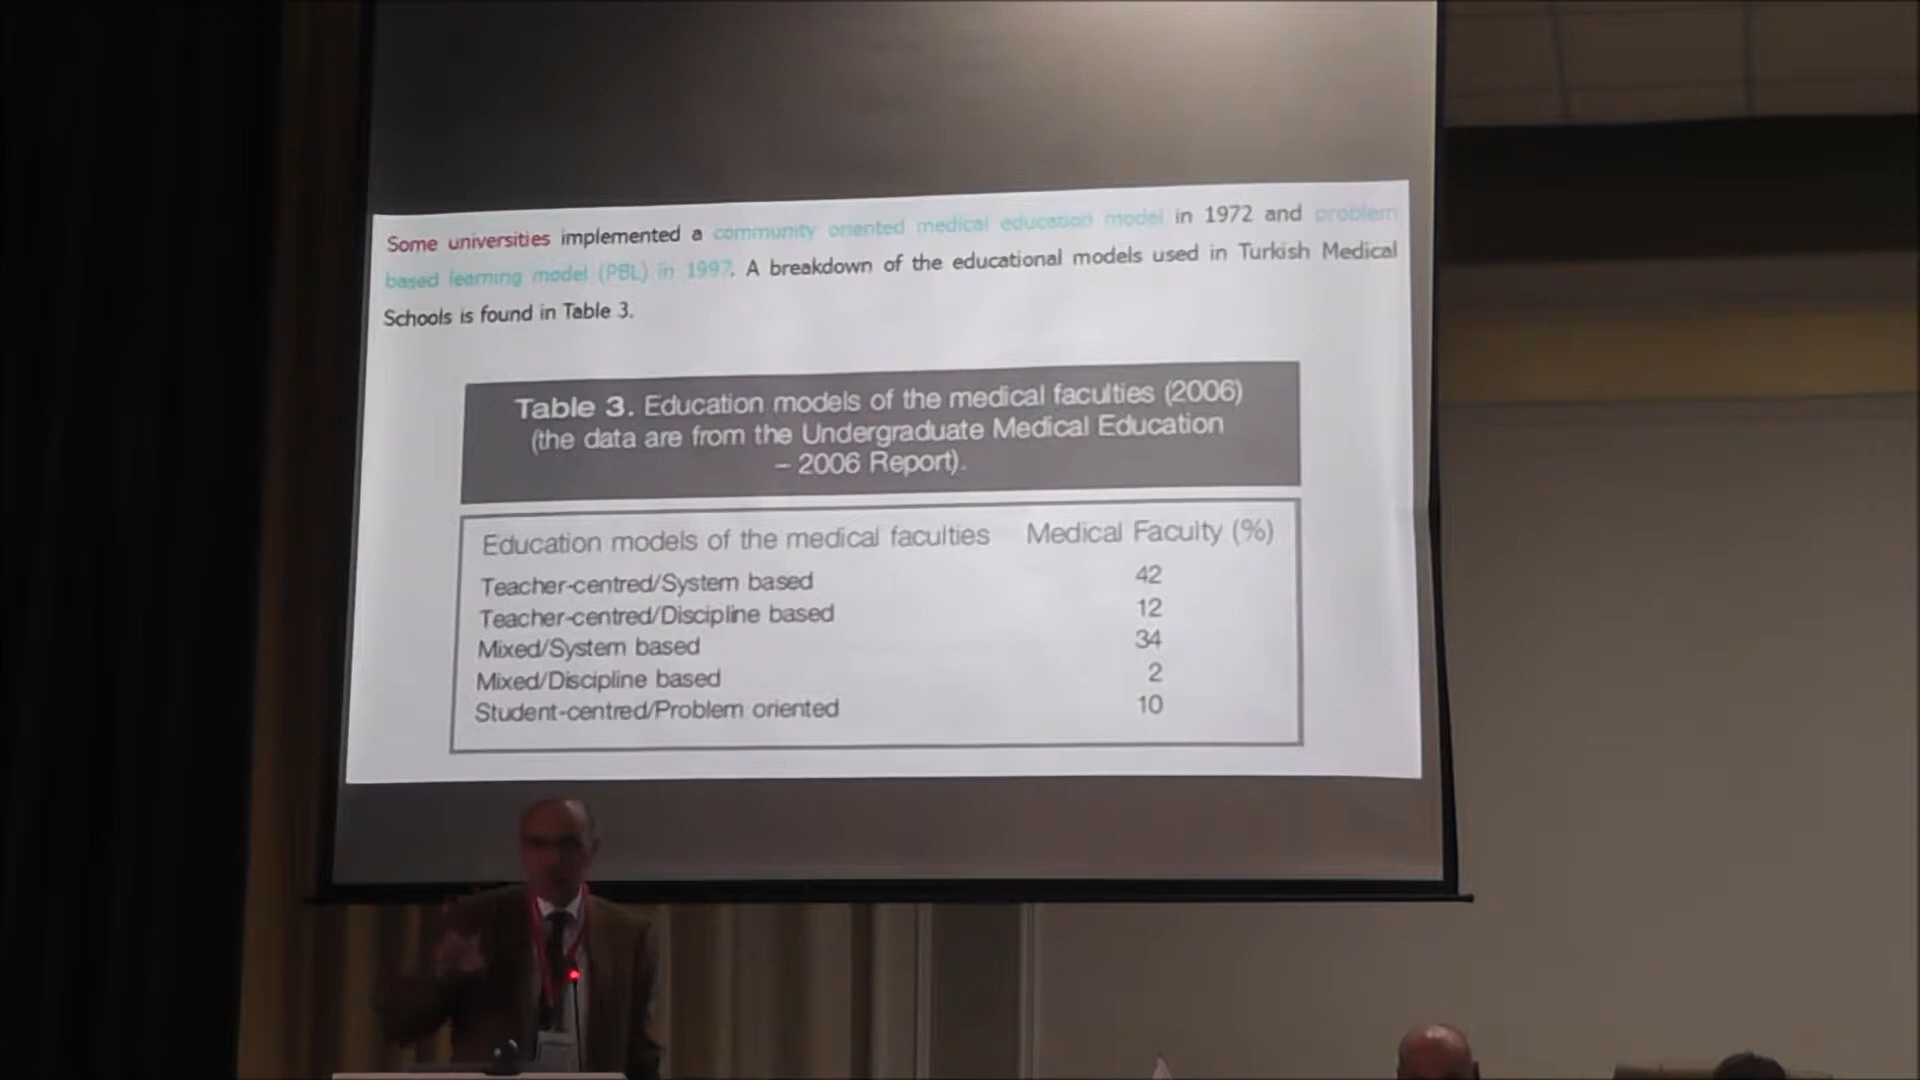 Some universities implemented a community oriented medical education model in 1972 and problem
based learning model (PBL) in 1997. A breakdown of the educational models used in Turkish Medical
Schools is found in Table 3.
Table 3. Education models of the medical faculties (2006)
(the data are from the Undergraduate Medical Education
– 2006 Report).
Education models of the medical faculties Medical Faculty (%)
Teacher-centred/System based 42
Teacher-centred/Discipline based 12
Mixed/System based 34
Mixed/Discipline based 2
Student-centred/Problem oriented 10